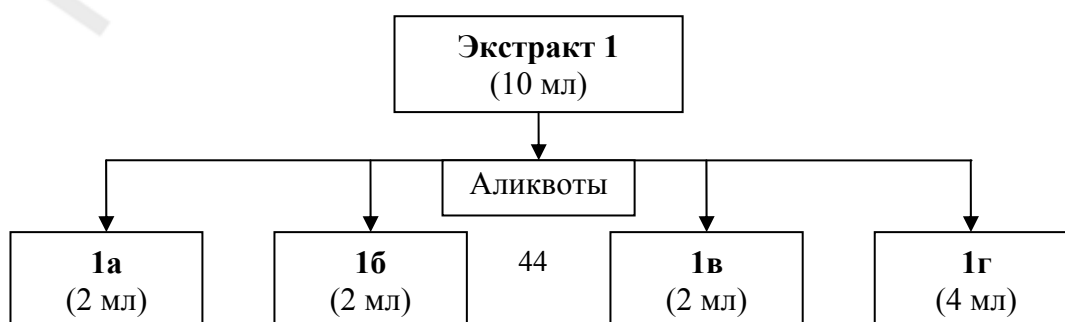 Экстракт 1
(10 мл)
Аликвоты
1а
(2 мл)
1б
(2 мл)
44
1в
(2 мл)
1г
(4 мл)